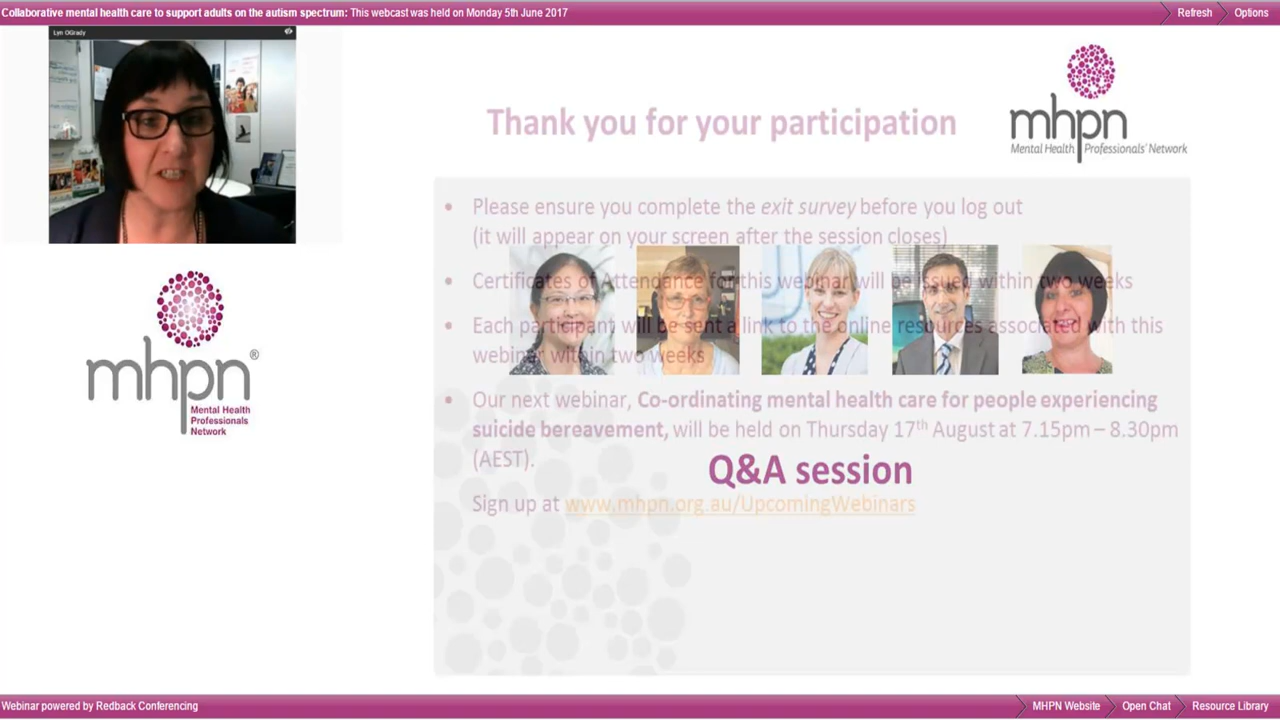 Collaborative mental health care to support adults on the autism spectrum: This webcast was held on Monday 5th June 2017
Refresh
Options
Lyn OGrady
mhpn
Mental Health Professionals' Network
Thank you for your participation
• Please ensure you complete the exit survey before you log out
(it will appear on your screen after the session closes)
• Certificates of Attendance for this webinar will be issued within two weeks
• Each participant will be sent a link to the online resources associated with this
webinar within two weeks
• Our next webinar, Co-ordinating mental health care for people experiencing
suicide bereavement, will be held on Thursday 17th August at 7.15pm – 8.30pm
(AEST).
Q&A session
Sign up at www.mhpn.org.au/UpcomingWebinars
mhpn®
Mental Health
Professionals
Network
Webinar powered by Redback Conferencing
MHPN Website
Open Chat
Resource Library